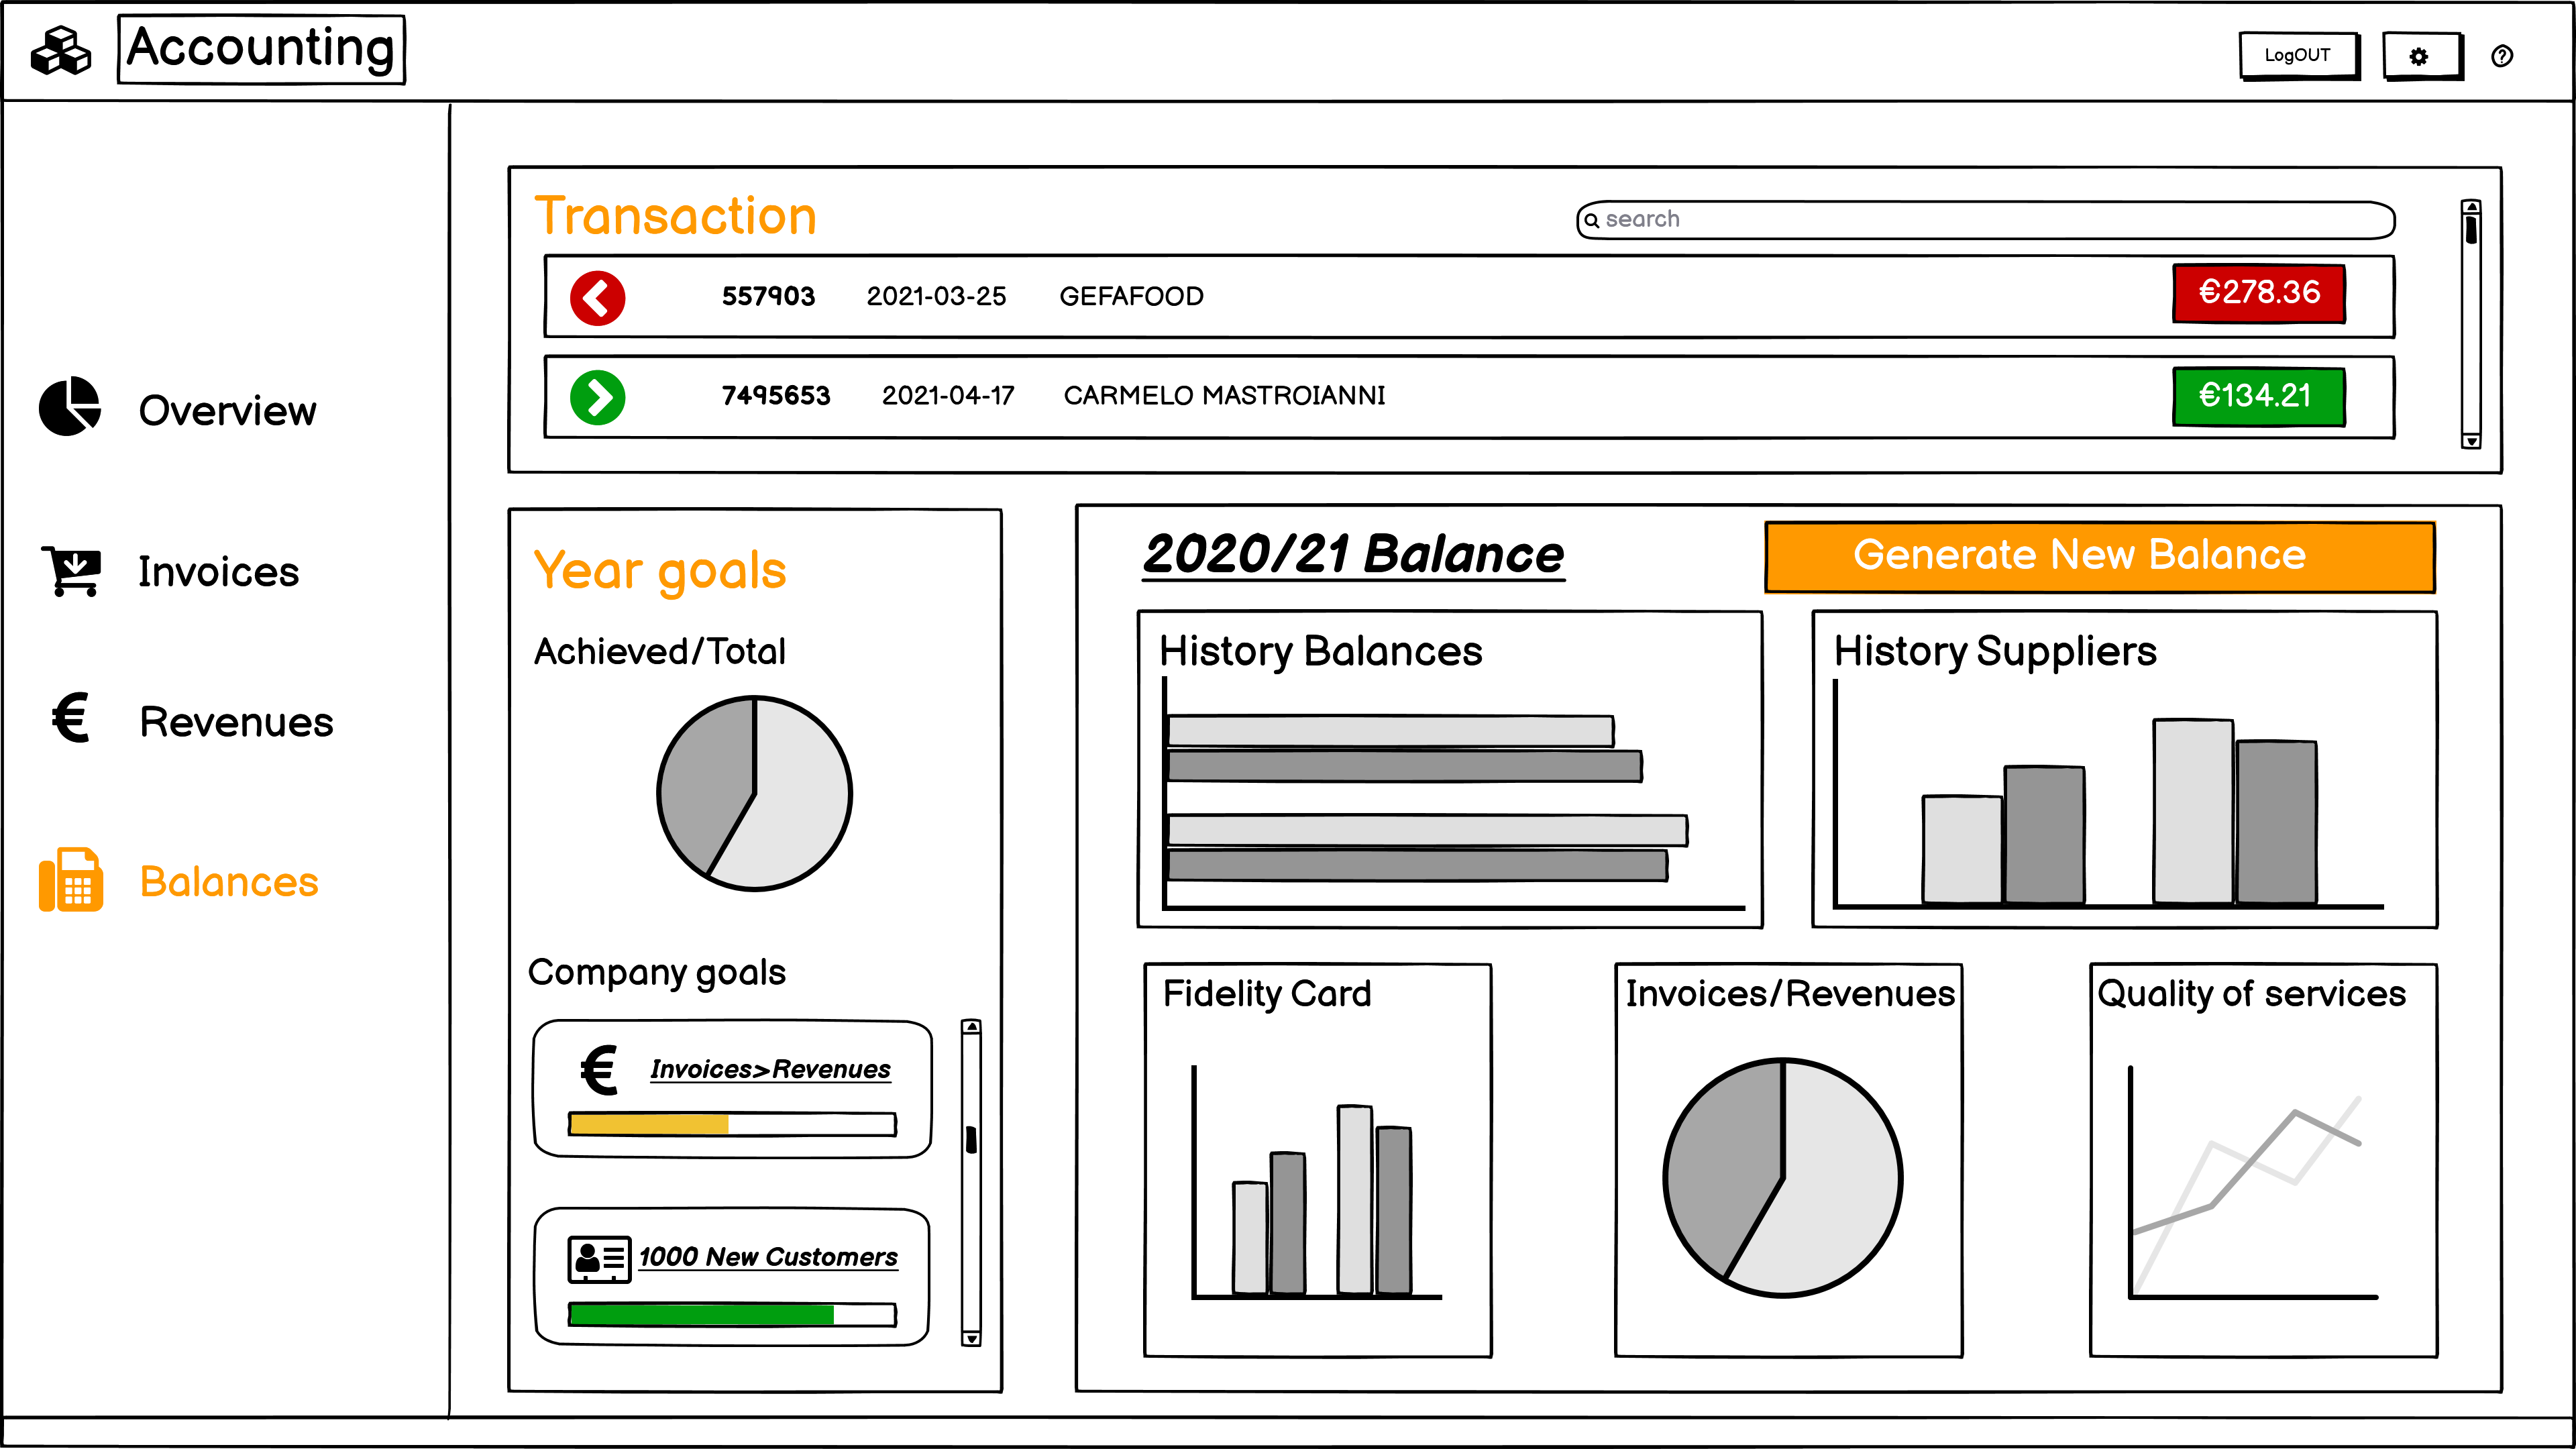 Accounting
LogOUT
Transaction
search
557903 2021-03-25 GEFAFOOD €278.36
7495653 2021-04-17 CARMELO MASTROIANNI €134.21
Overview
Invoices
Revenues
Balances
Year goals
Achieved/Total
Company goals
Invoices>Revenues
1000 New Customers
2020/21 Balance
Generate New Balance
History Balances
History Suppliers
Fidelity Card
Invoices/Revenues
Quality of services